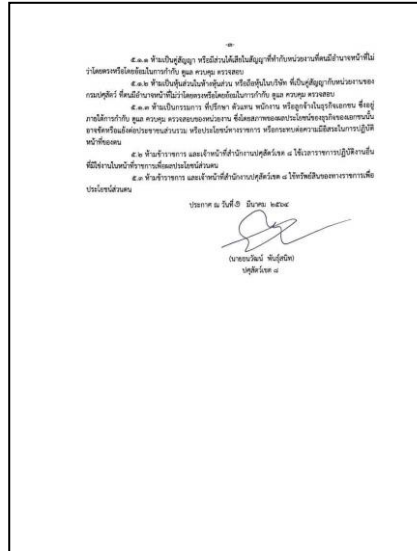 -๓-
๕.๑.๑ ห้ามเป็นคู่สัญญา หรือมีส่วนได้เสียในสัญญาที่ทำกับหน่วยงานที่ตนมีอำนาจหน้าที่ไม่
ว่าโดยตรงหรือโดยอ้อมในการกำกับ ดูแล ควบคุม ตรวจสอบ
๕.๑.๒ ห้ามเป็นหุ้นส่วนในห้างหุ้นส่วน หรือถือหุ้นในบริษัท ที่เป็นคู่สัญญากับหน่วยงานของ
กรมปศุสัตว์ ที่ตนมีอำนาจหน้าที่ไม่ว่าโดยตรงหรือโดยอ้อมในการกำกับ ดูแล ควบคุม ตรวจสอบ
๕.๑.๓ ห้ามเป็นกรรมการ ที่ปรึกษา ตัวแทน พนักงาน หรือลูกจ้างในธุรกิจเอกชน ซึ่งอยู่
ภายใต้การกำกับ ดูแล ควบคุม ตรวจสอบของหน่วยงาน ซึ่งโดยสภาพของผลประโยชน์ของธุรกิจของเอกชนนั้น
อาจขัดหรือแย้งต่อประชาชนส่วนรวม หรือประโยชน์ทางราชการ หรือกระทบต่อความมีอิสระในการปฏิบัติ
หน้าที่ของตน
๕.๒ ห้ามข้าราชการ และเจ้าหน้าที่สำนักงานปศุสัตว์เขต ๘ ใช้เวลาราชการปฏิบัติงานอื่น
ที่มิใช่งานในหน้าที่ราชการเพื่อผลประโยชน์ส่วนตน
๕.๓ ห้ามข้าราชการ และเจ้าหน้าที่สำนักงานปศุสัตว์เขต ๘ ใช้ทรัพย์สินของทางราชการเพื่อ
ประโยชน์ส่วนตน
ประกาศ ณ วันที่ มีนาคม ๒๕๖๔
(นายธนวัฒน์ พันธุ์สนิท)
ปศุสัตว์เขต ๘